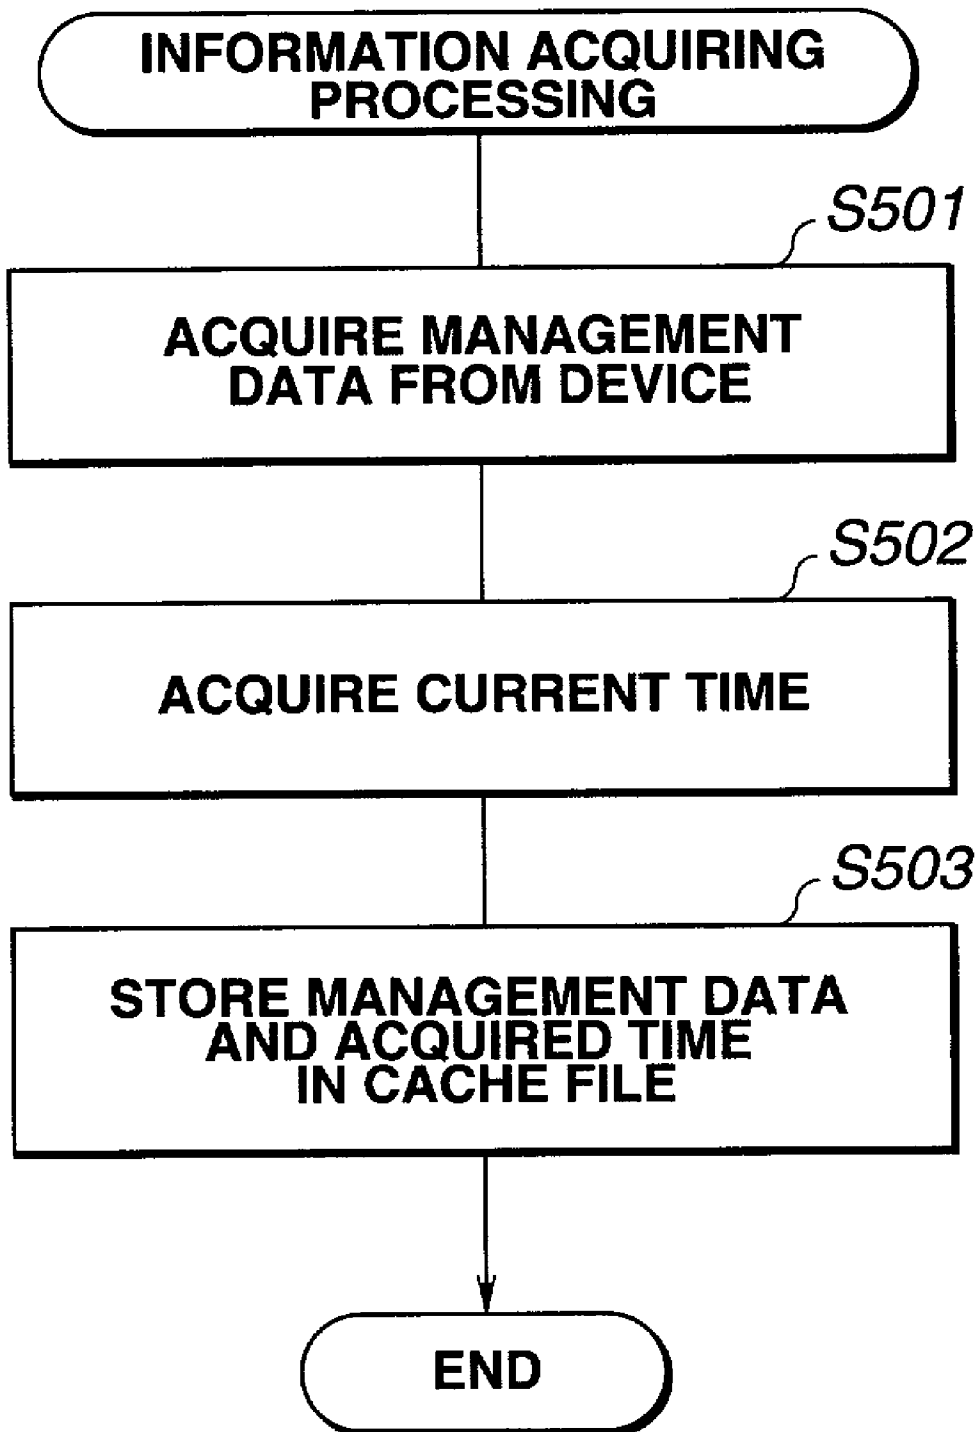 INFORMATION ACQUIRING
PROCESSING
S501
ACQUIRE MANAGEMENT
DATA FROM DEVICE
S502
ACQUIRE CURRENT TIME
S503
STORE MANAGEMENT DATA
AND ACQUIRED TIME
IN CACHE FILE
END